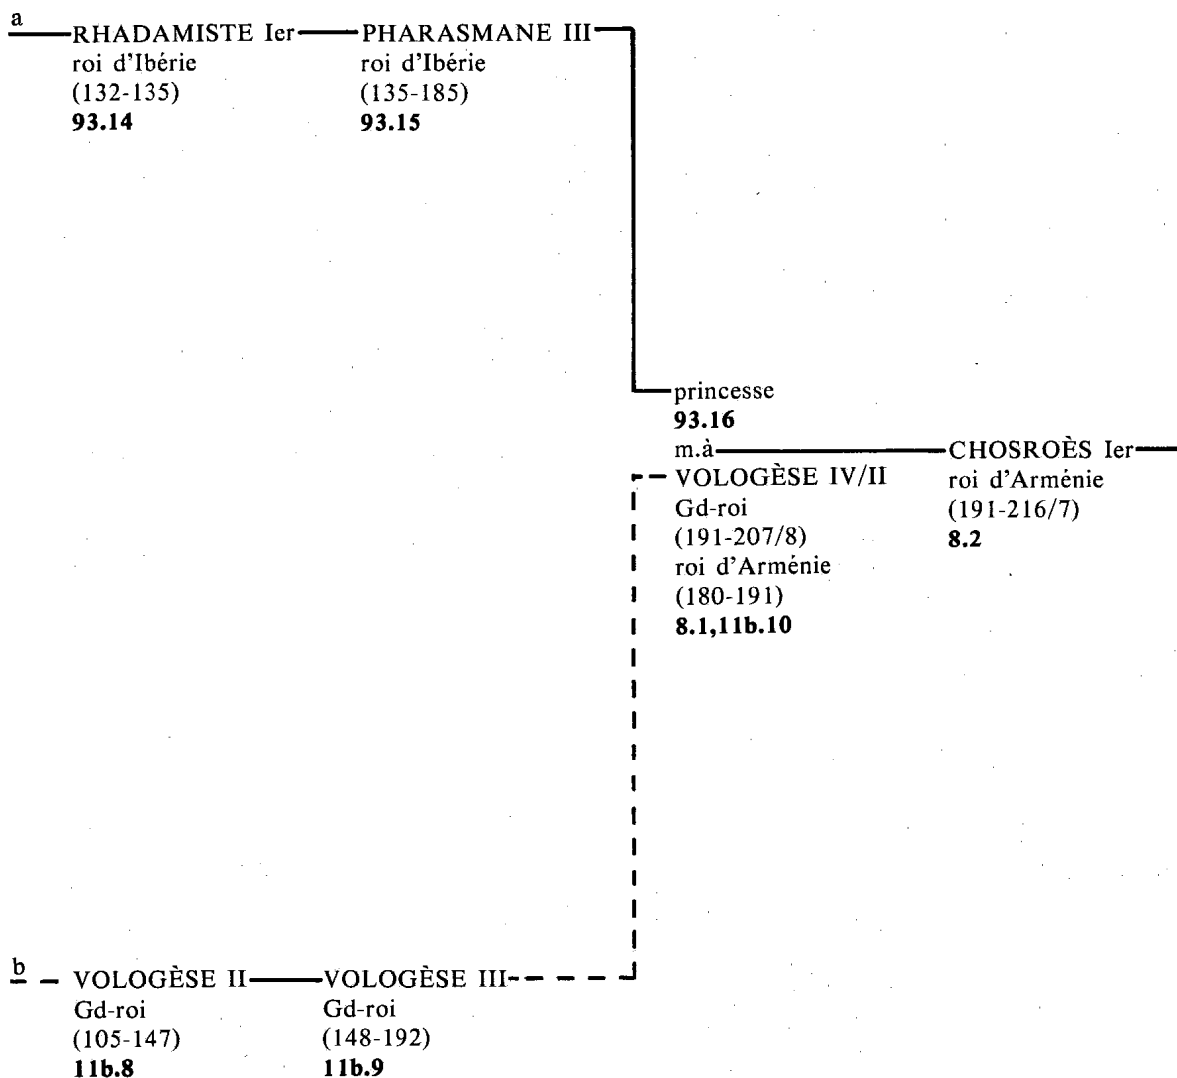 a
RHADAMISTE Ier
roi d'Ibérie
(132-135)
93.14
PHARASMANE III
roi d'Ibérie
(135-185)
93.15
princesse
93.16
m.à
VOLOGÈSE IV/II
Gd-roi
(191-207/8)
roi d'Arménie
(180-191)
8.1,11b.10
CHOSROÈS Ier
roi d'Arménie
(191-216/7)
8.2
b
VOLOGÈSE II
Gd-roi
(105-147)
11b.8
VOLOGÈSE III
Gd-roi
(148-192)
11b.9